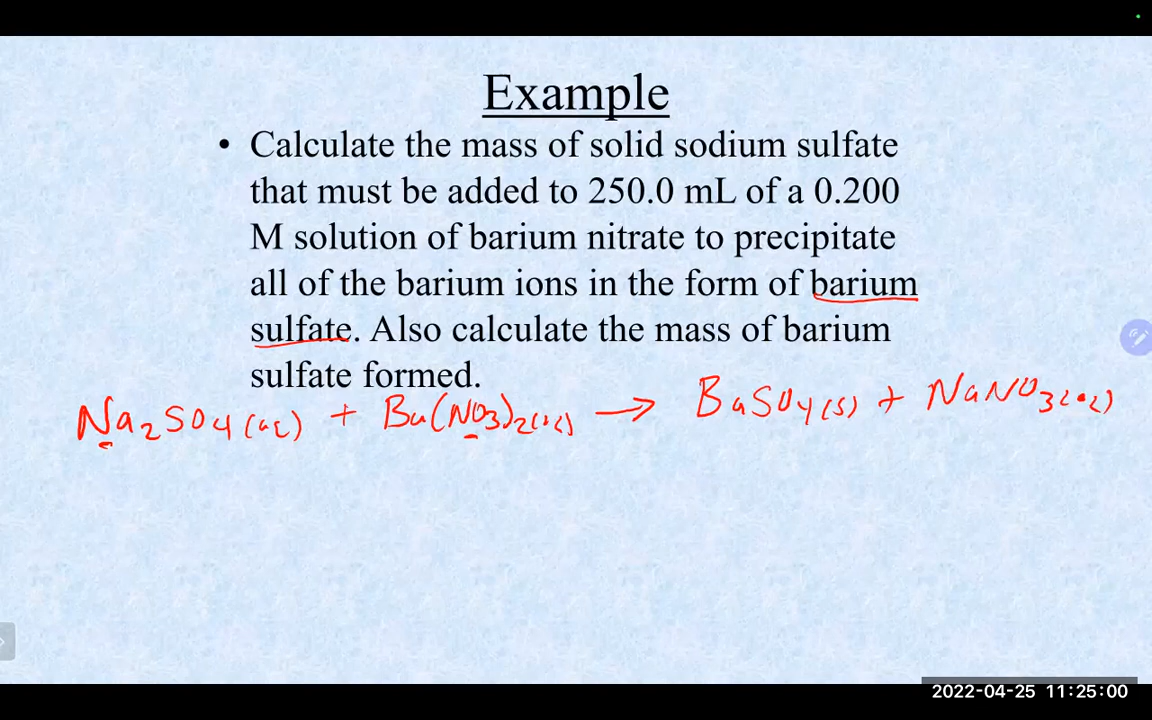 Example
• Calculate the mass of solid sodium sulfate
that must be added to 250.0 mL of a 0.200
M solution of barium nitrate to precipitate
all of the barium ions in the form of barium
sulfate. Also calculate the mass of barium
sulfate formed.
Na₂SO₄(aq) + Ba(NO₃)₂(aq) → BaSO₄(s) + NaNO₃(aq)
2022-04-25 11:25:00